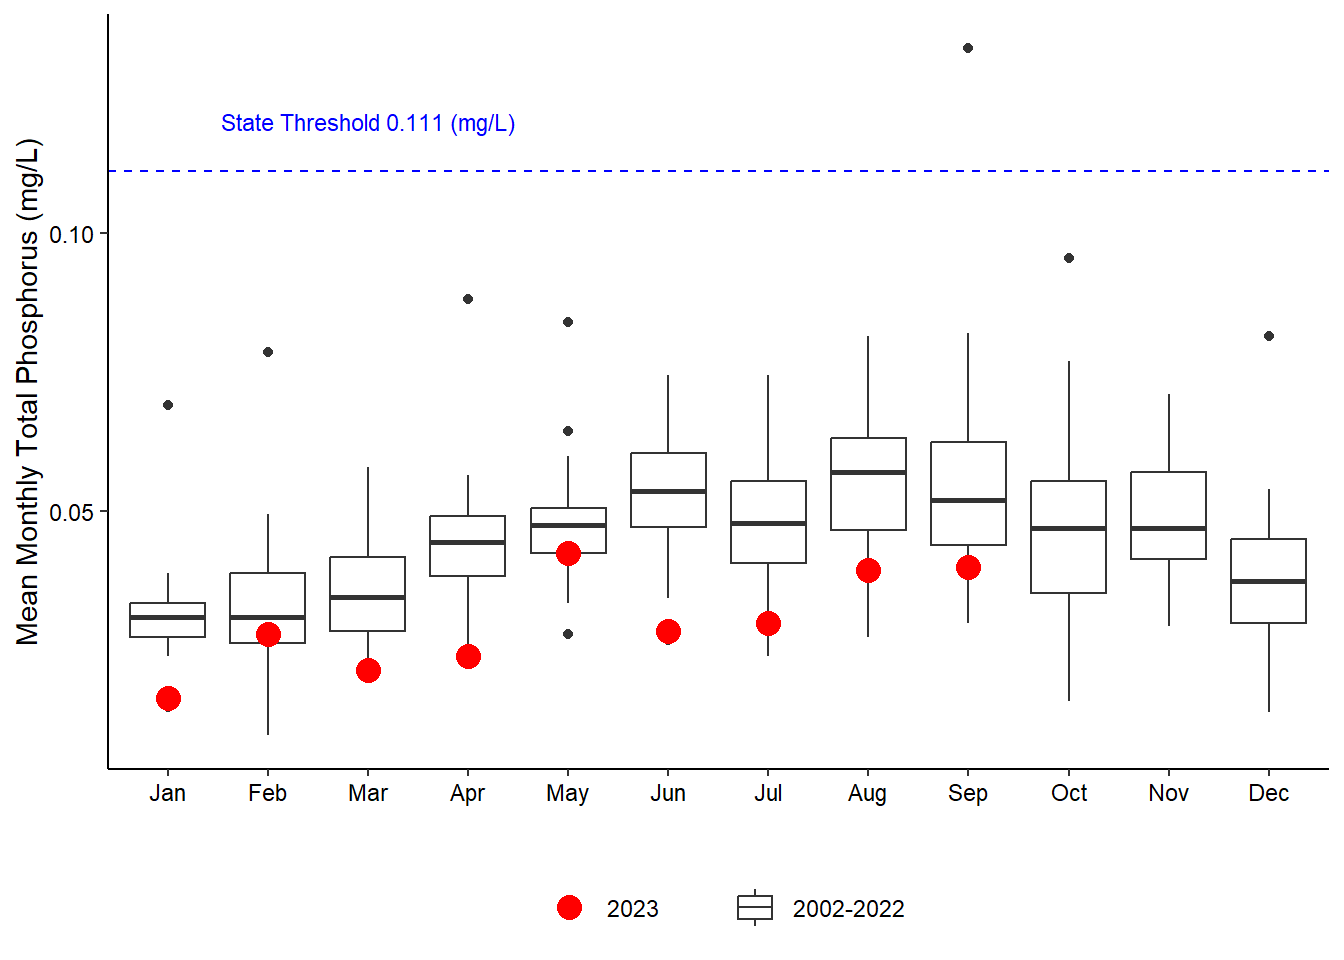 State Threshold 0.111 (mg/L)
Mean Monthly Total Phosphorus (mg/L)
0.10
0.05
Jan Feb Mar Apr May Jun Jul Aug Sep Oct Nov Dec
2023 2002-2022